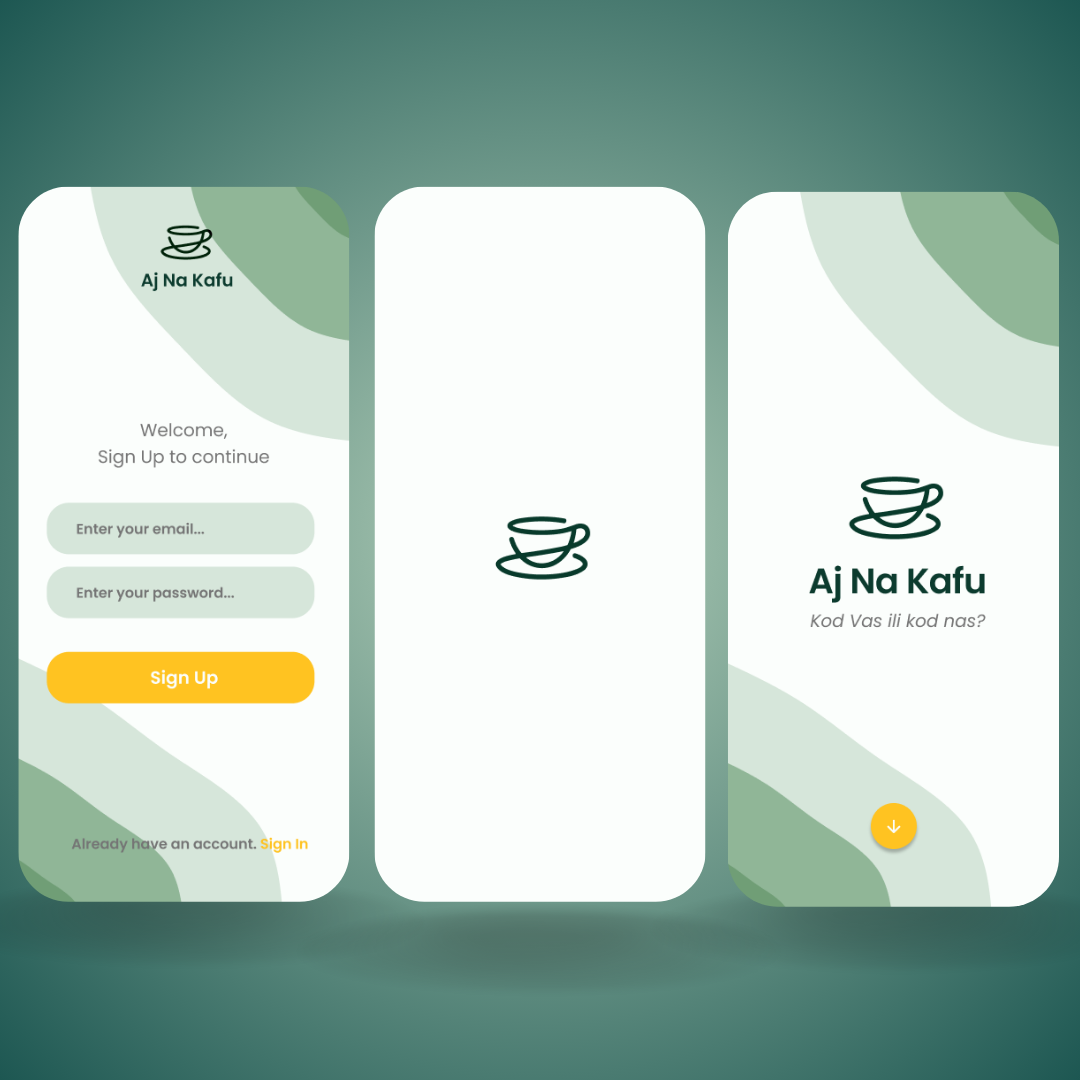 Aj Na Kafu
Welcome,
Sign Up to continue
Enter your email...
Enter your password...
Sign Up
Already have an account. Sign In
Aj Na Kafu
Kod Vas ili kod nas?